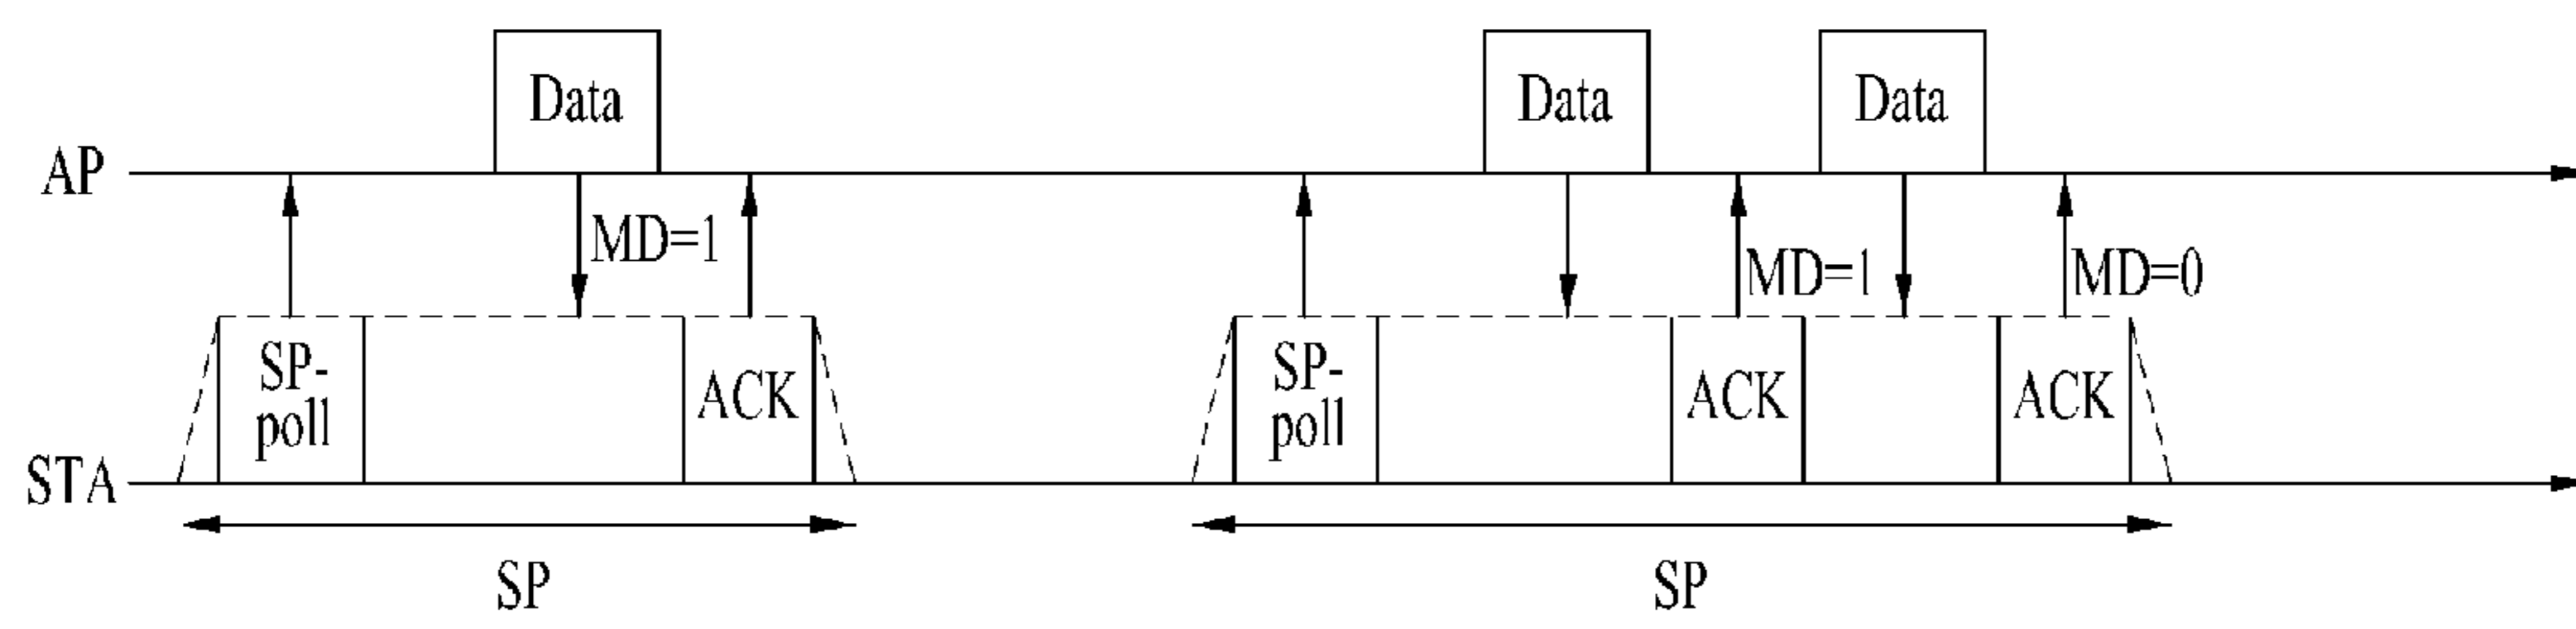 Data
Data
Data
AP
MD=1
MD=1
MD=0
SP-
poll
ACK
SP-
poll
ACK
ACK
STA
SP
SP